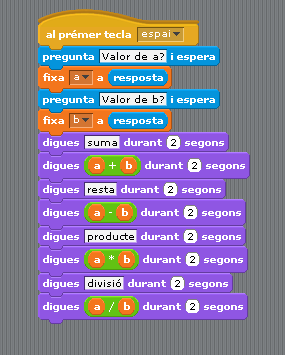 al prémer tecla espai
pregunta Valor de a? i espera
fixa a a resposta
pregunta Valor de b? i espera
fixa b a resposta
digues suma durant 2 segons
digues a + b durant 2 segons
digues resta durant 2 segons
digues a - b durant 2 segons
digues producte durant 2 segons
digues a * b durant 2 segons
digues divisió durant 2 segons
digues a / b durant 2 segons